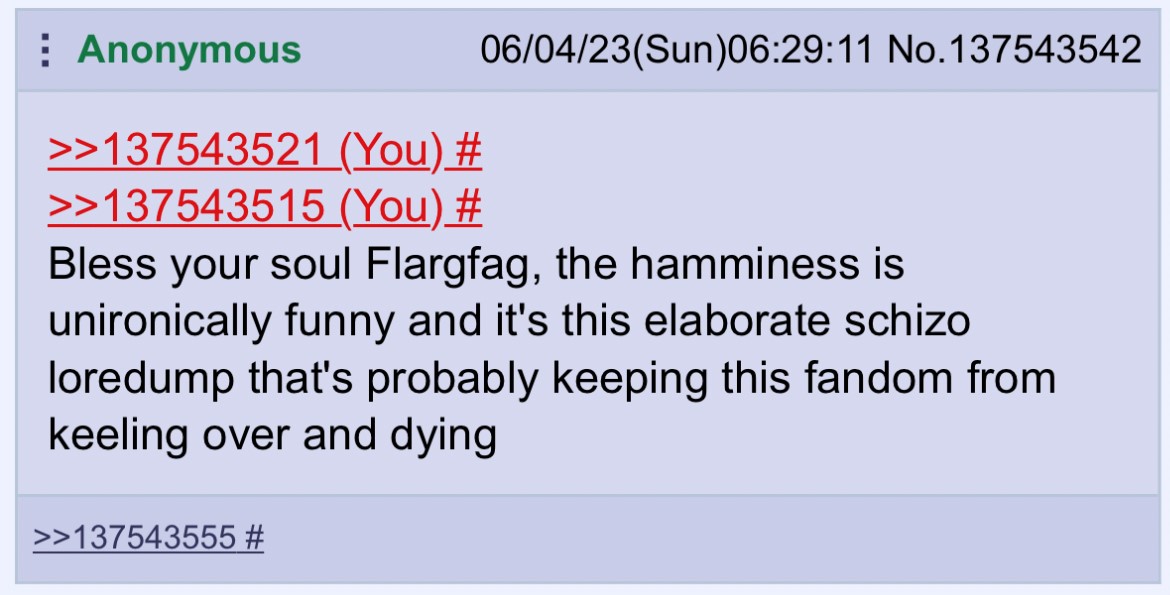 Anonymous 06/04/23(Sun)06:29:11 No.137543542
>>137543521 (You) #
>>137543515 (You) #
Bless your soul Flargfag, the hamminess is
unironically funny and it's this elaborate schizo
loredump that's probably keeping this fandom from
keeling over and dying
>>137543555 #